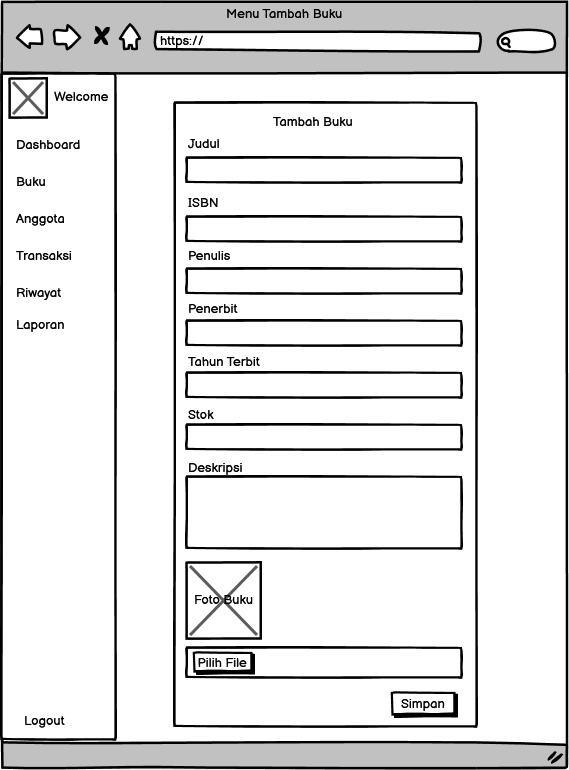 Menu Tambah Buku
https://
Welcome
Dashboard
Buku
Anggota
Transaksi
Riwayat
Laporan
Logout
Tambah Buku
Judul
ISBN
Penulis
Penerbit
Tahun Terbit
Stok
Deskripsi
Foto Buku
Pilih File
Simpan